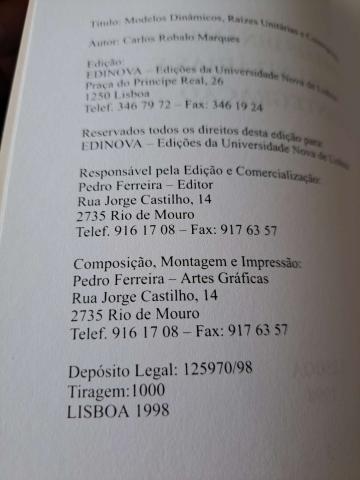 Título: Modelos Dinâmicos, Raízes Unitárias e Cointegração
Autor: Carlos Robalo Marques
Edição:
EDINOVA – Edições da Universidade Nova de Lisboa
Praça do Príncipe Real, 26
1250 Lisboa
Telef. 346 79 72 – Fax: 346 19 24
Reservados todos os direitos desta edição para:
EDINOVA – Edições da Universidade Nova de Lisboa
Responsável pela Edição e Comercialização:
Pedro Ferreira – Editor
Rua Jorge Castilho, 14
2735 Rio de Mouro
Telef. 916 17 08 – Fax: 917 63 57
Composição, Montagem e Impressão:
Pedro Ferreira – Artes Gráficas
Rua Jorge Castilho, 14
2735 Rio de Mouro
Telef. 916 17 08 – Fax: 917 63 57
Depósito Legal: 125970/98
Tiragem:1000
LISBOA 1998